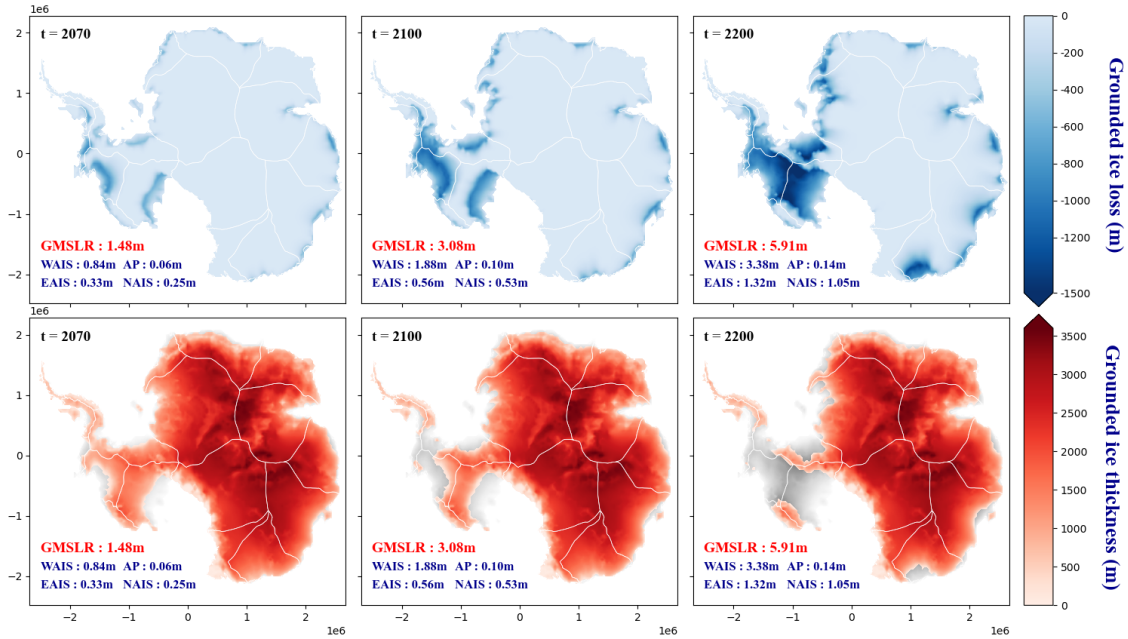 1e6
t = 2070
t = 2100
t = 2200
2
1
0
−1
−2
GMSLR : 1.48m
WAIS : 0.84m AP : 0.06m
EAIS : 0.33m NAIS : 0.25m
GMSLR : 3.08m
WAIS : 1.88m AP : 0.10m
EAIS : 0.56m NAIS : 0.53m
GMSLR : 5.91m
WAIS : 3.38m AP : 0.14m
EAIS : 1.32m NAIS : 1.05m
0
-200
-400
-600
-800
-1000
-1200
-1500
Grounded ice loss (m)
1e6
t = 2070
t = 2100
t = 2200
2
1
0
−1
−2
GMSLR : 1.48m
WAIS : 0.84m AP : 0.06m
EAIS : 0.33m NAIS : 0.25m
GMSLR : 3.08m
WAIS : 1.88m AP : 0.10m
EAIS : 0.56m NAIS : 0.53m
GMSLR : 5.91m
WAIS : 3.38m AP : 0.14m
EAIS : 1.32m NAIS : 1.05m
−2 −1 0 1 2
1e6
−2 −1 0 1 2
1e6
−2 −1 0 1 2
1e6
3500
3000
2500
2000
1500
1000
500
0
Grounded ice thickness (m)